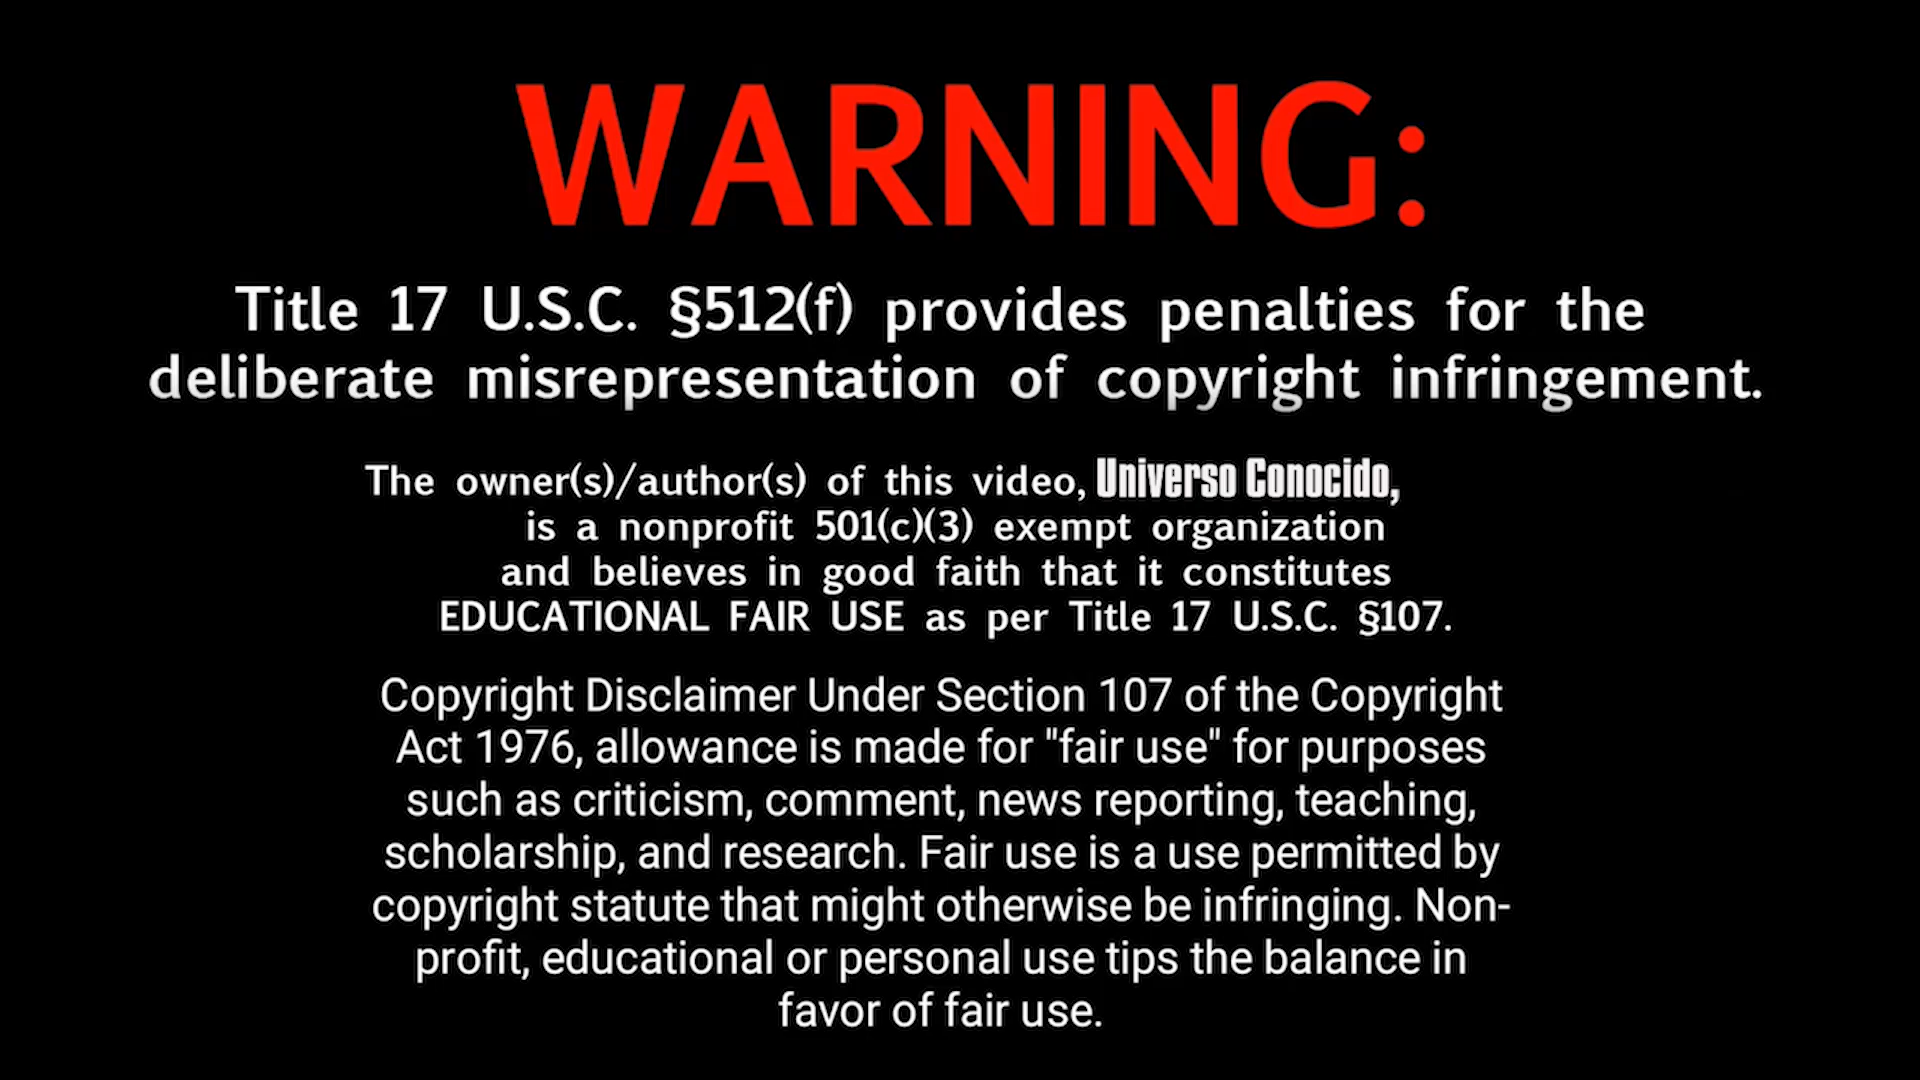 WARNING:
Title 17 U.S.C. §512(f) provides penalties for the
deliberate misrepresentation of copyright infringement.
The owner(s)/author(s) of this video, Universo Conocido,
is a nonprofit 501(c)(3) exempt organization
and believes in good faith that it constitutes
EDUCATIONAL FAIR USE as per Title 17 U.S.C. §107.
Copyright Disclaimer Under Section 107 of the Copyright
Act 1976, allowance is made for "fair use" for purposes
such as criticism, comment, news reporting, teaching,
scholarship, and research. Fair use is a use permitted by
copyright statute that might otherwise be infringing. Non-
profit, educational or personal use tips the balance in
favor of fair use.